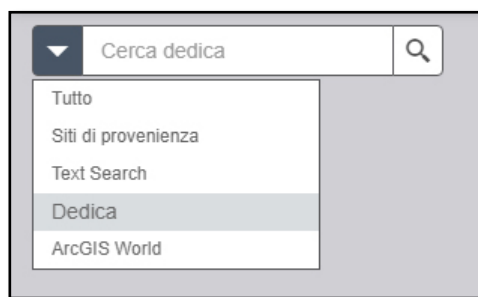 Cerca dedica
Tutto
Siti di provenienza
Text Search
Dedica
ArcGIS World